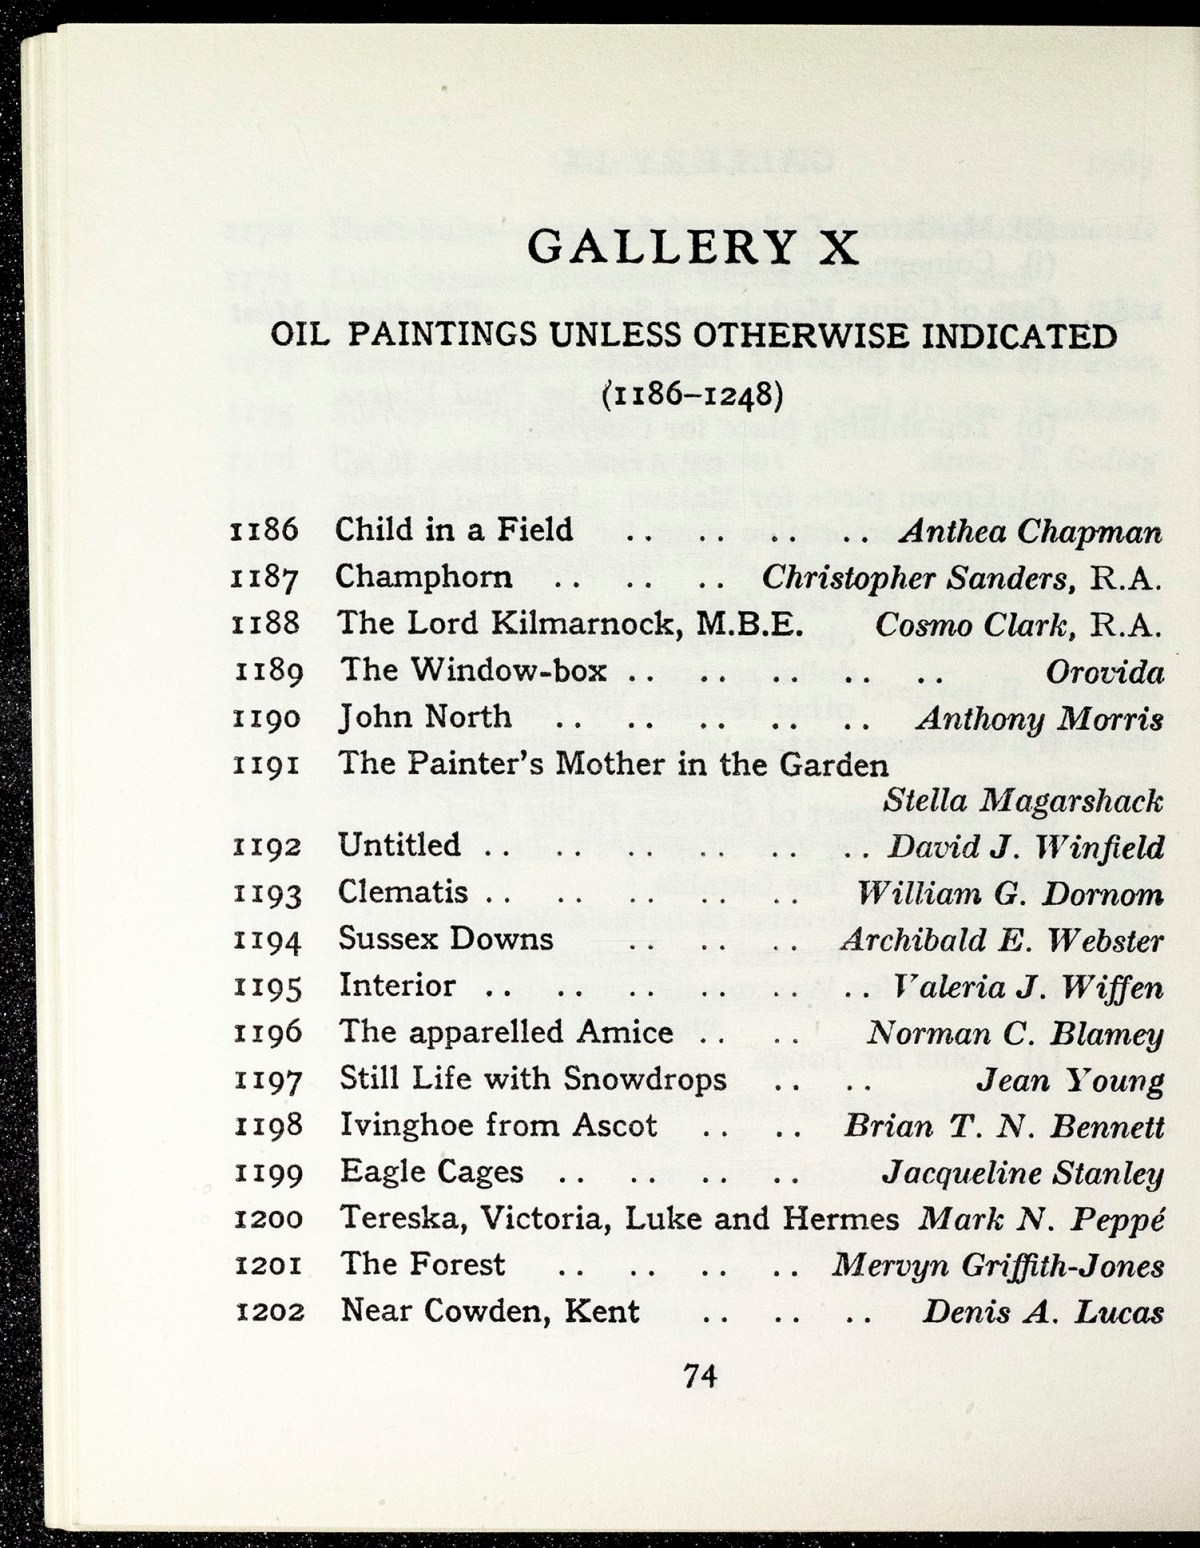 GALLERY X
OIL PAINTINGS UNLESS OTHERWISE INDICATED
(1186–1248)
1186 Child in a Field .. .. .. .. Anthea Chapman
1187 Champhorn .. .. .. Christopher Sanders, R.A.
1188 The Lord Kilmarnock, M.B.E. Cosmo Clark, R.A.
1189 The Window-box .. .. .. .. .. Orovida
1190 John North .. .. .. .. .. Anthony Morris
1191 The Painter's Mother in the Garden
Stella Magarshack
1192 Untitled .. .. .. .. .. .. David J. Winfield
1193 Clematis .. .. .. .. .. William G. Dornom
1194 Sussex Downs .. .. .. Archibald E. Webster
1195 Interior .. .. .. .. .. .. Valeria J. Wiffen
1196 The apparelled Amice .. .. Norman C. Blamey
1197 Still Life with Snowdrops .. .. Jean Young
1198 Ivinghoe from Ascot .. .. Brian T. N. Bennett
1199 Eagle Cages .. .. .. .. Jacqueline Stanley
1200 Tereska, Victoria, Luke and Hermes Mark N. Peppé
1201 The Forest .. .. .. .. Mervyn Griffith-Jones
1202 Near Cowden, Kent .. .. .. Denis A. Lucas
74